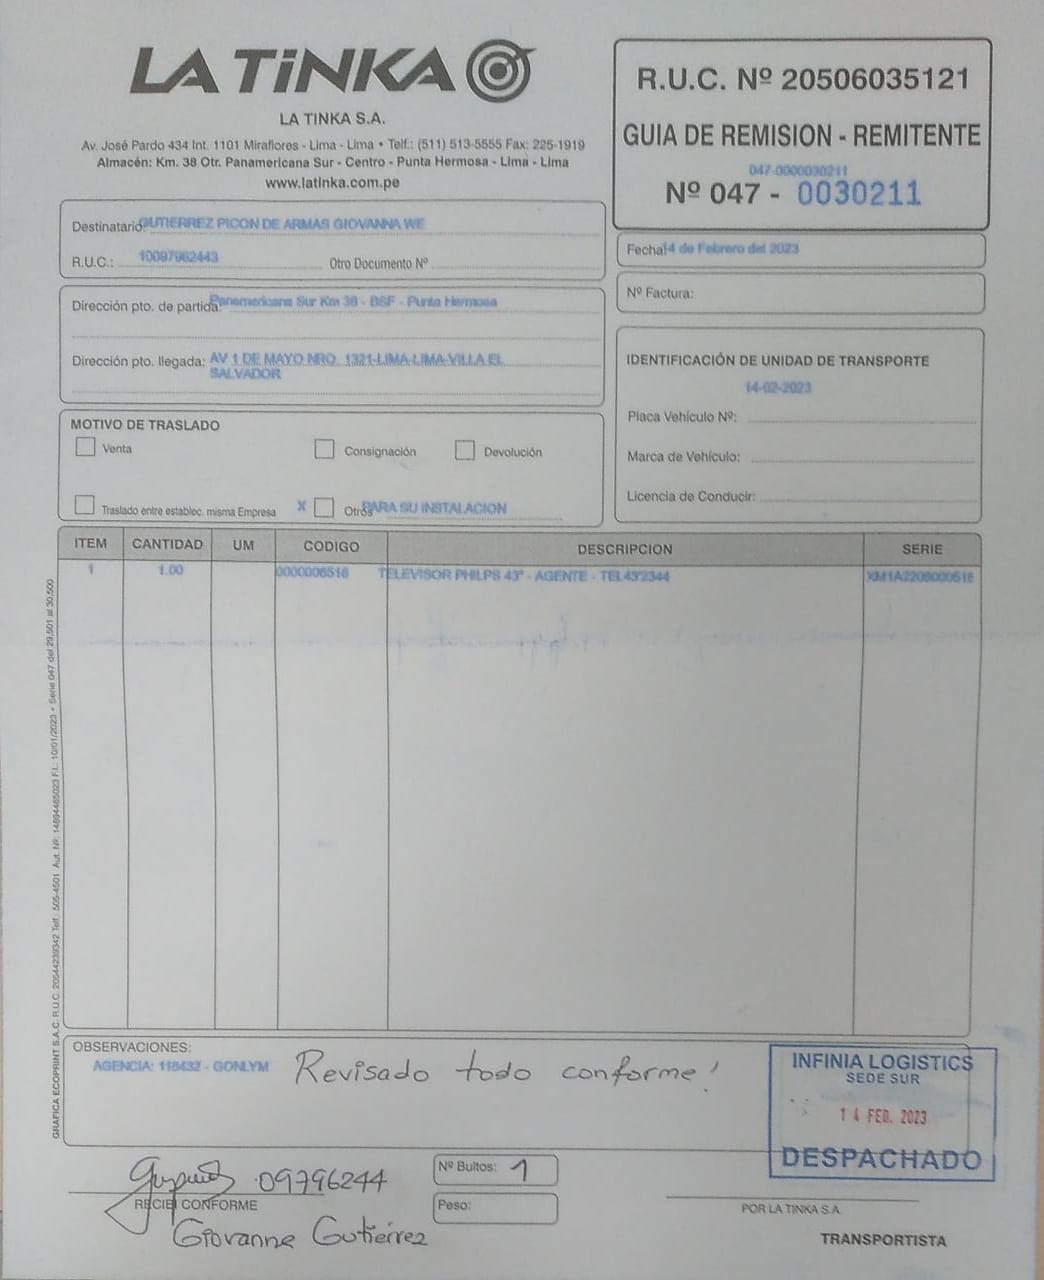 LA TiNKA
LA TINKA S.A.
Av. José Pardo 434 Int. 1101 Miraflores - Lima - Lima • Telf.: (511) 513-5555 Fax: 225-1919
Almacén: Km. 38 Otr. Panamericana Sur - Centro - Punta Hermosa - Lima - Lima
www.latinka.com.pe
R.U.C. Nº 20506035121
GUIA DE REMISION - REMITENTE
047-0000030211
Nº 047 - 0030211
Destinatario: GUTIERREZ PICON DE ARMAS GIOVANNA WE
R.U.C.: 10097962443 Otro Documento Nº
Fecha: 14 de Febrero del 2023
Nº Factura:
Dirección pto. de partida: Panamericana Sur Km 38 - BSF - Punta Hermosa
Dirección pto. llegada: AV 1 DE MAYO NRO. 1321-LIMA-LIMA-VILLA EL
SALVADOR
IDENTIFICACIÓN DE UNIDAD DE TRANSPORTE
14-02-2023
Placa Vehículo Nº:
Marca de Vehículo:
Licencia de Conducir:
MOTIVO DE TRASLADO
Venta Consignación Devolución
Traslado entre establec. misma Empresa X Otros PARA SU INSTALACION
ITEM CANTIDAD UM CODIGO DESCRIPCION SERIE
1 1.00 0000006516 TELEVISOR PHILPS 43" - AGENTE - TEL43'2344 XM1A2206000516
GRAFICA ECOPRINT S.A.C. R.U.C. 20544239342 Telf.: 505-4501 Aut. Nº: 14894465023 F.I.: 10/01/2023 • Serie 047 del 29,501 al 30,500
OBSERVACIONES:
AGENCIA: 118432 - GONLYM
Revisado todo conforme!
INFINIA LOGISTICS
SEDE SUR
14 FEB. 2023
DESPACHADO
09796244
RECIBI CONFORME
Giovanna Gutierrez
Nº Bultos: 1
Peso:
POR LA TINKA S.A.
TRANSPORTISTA